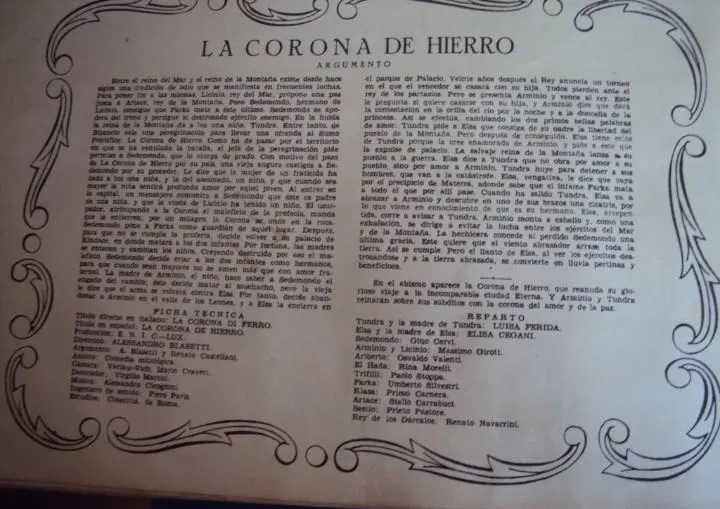 LA CORONA DE HIERRO
ARGUMENTO
Entre el reino del Mar y el reino de la Montaña existe desde hace
siglos una tradición de odio que se manifiesta en frecuentes luchas.
Para poner fin a las mismas, Licinio, rey del Mar, propone una paz
justa a Artace, rey de la Montaña. Pero Sedemondo, hermano de
Licinio, consigue que Farka mate a éste último. Sedemondo se apo-
dera del trono y persigue al destronado ejército enemigo. En la huída
la reina de la Montaña da a luz una niña, Tundra. Entre tanto, de
Bizancio sale una peregrinación para llevar una ofrenda al Sumo
Pontífice: La Corona de Hierro. Como ha de pasar por el territorio
en que se ha ventilado la batalla, el jefe de la peregrinación pide
permiso a Sedemondo, que le otorga de grado. Con motivo del paso
de La Corona de Hierro por su país, una vieja augura castigos a Se-
demondo por su proceder. Le dice que la mujer de un fratricida ha
dado a luz una niña, y la del asesinado, un niño, y que cuando sea
mayor la niña sentirá profundo amor por aquel joven. Al entrar en
la capital, un mensajero comunica a Sedemondo que éste es padre
de una niña, y que la viuda de Licinio ha tenido un niño. El usur-
pador, atribuyendo a la Corona el maleficio de la profecía, manda
que la entierren; por un milagro, la Corona se hunde en la roca.
Sedemondo pone a Farka como guardián de aquel lugar. Después,
para que no se cumpla la profecía, decide volver a su palacio de
Kindaor, en donde matará a los dos infantes. Por fortuna, las madres
se enteran y cambian los niños. Creyendo destruído por eso el ma-
leficio, Sedemondo decide criar a los dos infantes como hermanos,
para que cuando sean mayores no se amen más que con amor fra-
ternal. La madre de Arminio, el niño, hace saber a Sedemondo el
engaño del cambio; éste decide matar al muchacho, pero la vieja
le dice que el arma se volverá contra Elsa. Por tanto, decide aban-
donar a Arminio en el valle de los Leones, y a Elsa la encierra en
el parque de Palacio. Veinte años después el Rey anuncia un torneo
en el que el vencedor se casará con su hija. Todos pierden ante el
rey de los partasios. Pero se presenta Arminio y vence al rey. Este
le pregunta si quiere casarse con su hija, y Arminio dice que dará
la contestación en la orilla del río por la noche y a la doncella de la
princesa. Así se efectúa, cambiando los dos primos bellas palabras
de amor. Tundra pide a Elsa que consiga de su padre la libertad del
pueblo de la Montaña. Pero después de conseguido, Elsa tiene celos
de Tundra porque la cree enamorada de Arminio, y pide a éste que
la expulse de palacio. La salvaje reina de la Montaña lanza a su
pueblo a la guerra. Elsa dice a Tundra que no obra por amor a su
pueblo, sino por amor a Arminio. Tundra huye para detener a sus
hombres, que van a la catástrofe. Elsa, vengativa, le dice que vaya
por el precipicio de Matersa, donde sabe que el infame Farka mata
a todo el que por allí pase. Cuando ha salido Tundra, Elsa va a
abrazar a Arminio y descubre en uno de sus brazos una cicatriz, por
lo que viene en conocimiento de que es su hermano. Elsa, arrepen-
tida, corre a avisar a Tundra. Arminio monta a caballo y, como una
exhalación, se dirige a evitar la lucha entre los ejércitos del Mar
y de la Montaña. La hechicera concede al perdido Sedemondo una
última gracia. Este quiere que el viento abrasador arrase toda la
tierra. Así se cumple. Pero el llanto de Elsa, al ver los ejércitos des-
trozándose y a la tierra abrasada, se convierte en lluvia pertinaz y
beneficiosa.
En el abismo aparece la Corona de Hierro, que reanuda su glo-
rioso viaje a la incomparable ciudad Eterna. Y Arminio y Tundra
reinarán sobre sus súbditos con la corona del amor y de la paz.
FICHA TECNICA
Título directo en italiano: LA CORONA DI FERRO.
Título en español: LA CORONA DE HIERRO.
Producción: E. N. I. C.—LUX.
Director: ALESSANDRO BLASETTI.
Argumento: A. Blasetti y Renato Castellani.
Asunto: Comedia mitológica.
Cámara: Vaclav-Vich Mario Craveri.
Decorador: Virgilio Marchi.
Música: Alessandro Cicognini
Ingeniero de sonido: Piero Paris
Estudios: Cinecittá, de Roma.
REPARTO
Tundra y la madre de Tundra: LUISA FERIDA.
Elsa y la madre de Elsa: ELISA CEGANI.
Sedemondo: Gino Cervi.
Arminio y Licinio: Massimo Girotti.
Ariberto: Osvaldo Valenti.
El Hada: Rina Morelli.
Trifilli: Paolo Stoppa.
Farka: Umberto Silvestri.
Klasa: Primo Carnera.
Artace: Stello Carrabuci.
Bestio: Prieto Pástore.
Rey de los Dárcaios: Renato Navarrini.